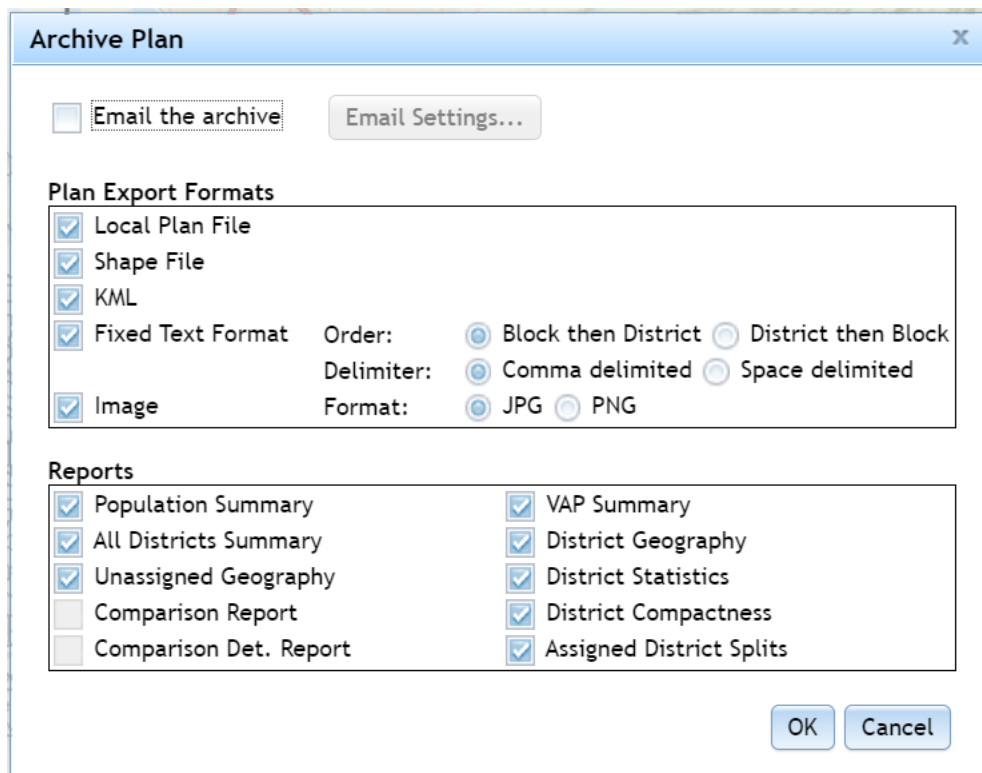 Archive Plan x
Email the archive Email Settings...
Plan Export Formats
Local Plan File
Shape File
KML
Fixed Text Format Order: Block then District District then Block
Delimiter: Comma delimited Space delimited
Image Format: JPG PNG
Reports
Population Summary VAP Summary
All Districts Summary District Geography
Unassigned Geography District Statistics
Comparison Report District Compactness
Comparison Det. Report Assigned District Splits
OK Cancel